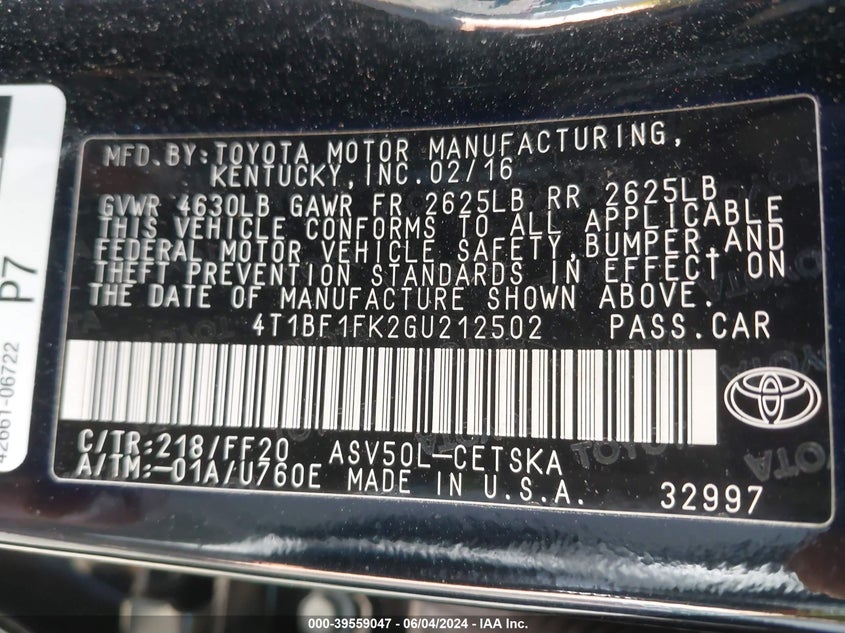 MFD.BY:TOYOTA MOTOR MANUFACTURING,
KENTUCKY,INC.02/16
GVWR 4630LB GAWR FR 2625LB RR 2625LB
THIS VEHICLE CONFORMS TO ALL APPLICABLE
FEDERAL MOTOR VEHICLE SAFETY,BUMPER,AND
THEFT PREVENTION STANDARDS IN EFFECT ON
THE DATE OF MANUFACTURE SHOWN ABOVE.
4T1BF1FK2GU212502 PASS.CAR
C/TR:218/FF20 ASV50L-CETSKA
A/TM:-01A/U760E MADE IN U.S.A. 32997
P7
42661-06722
TOYOTA
000-39559047 - 06/04/2024 - IAA Inc.